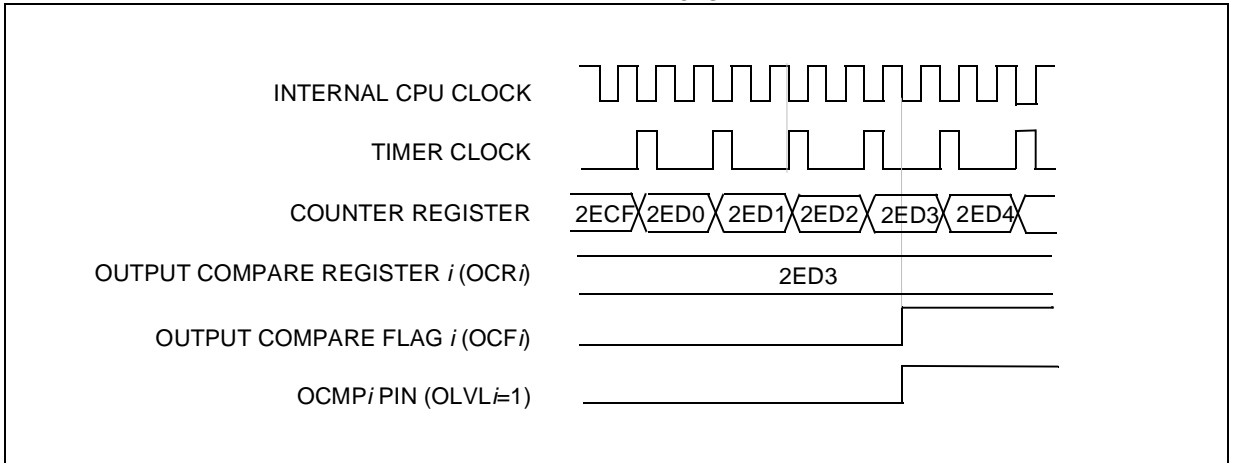 INTERNAL CPU CLOCK
TIMER CLOCK
COUNTER REGISTER 2ECF 2ED0 2ED1 2ED2 2ED3 2ED4
OUTPUT COMPARE REGISTER i (OCRi) 2ED3
OUTPUT COMPARE FLAG i (OCFi)
OCMPi PIN (OLVLi=1)